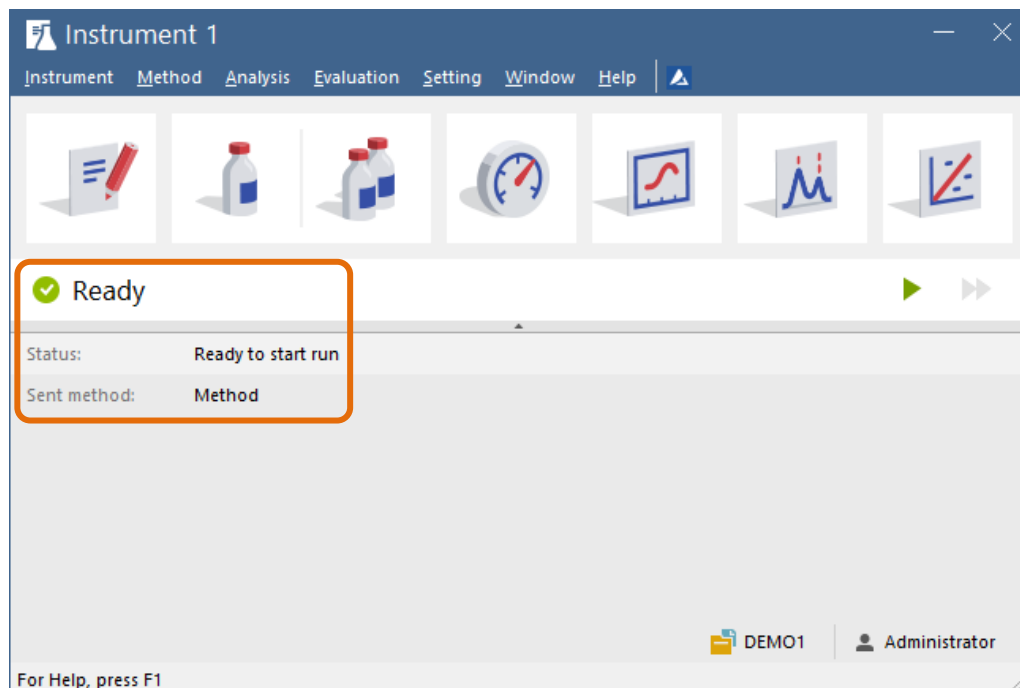 Instrument 1
Instrument Method Analysis Evaluation Setting Window Help
Ready
Status: Ready to start run
Sent method: Method
DEMO1 Administrator
For Help, press F1